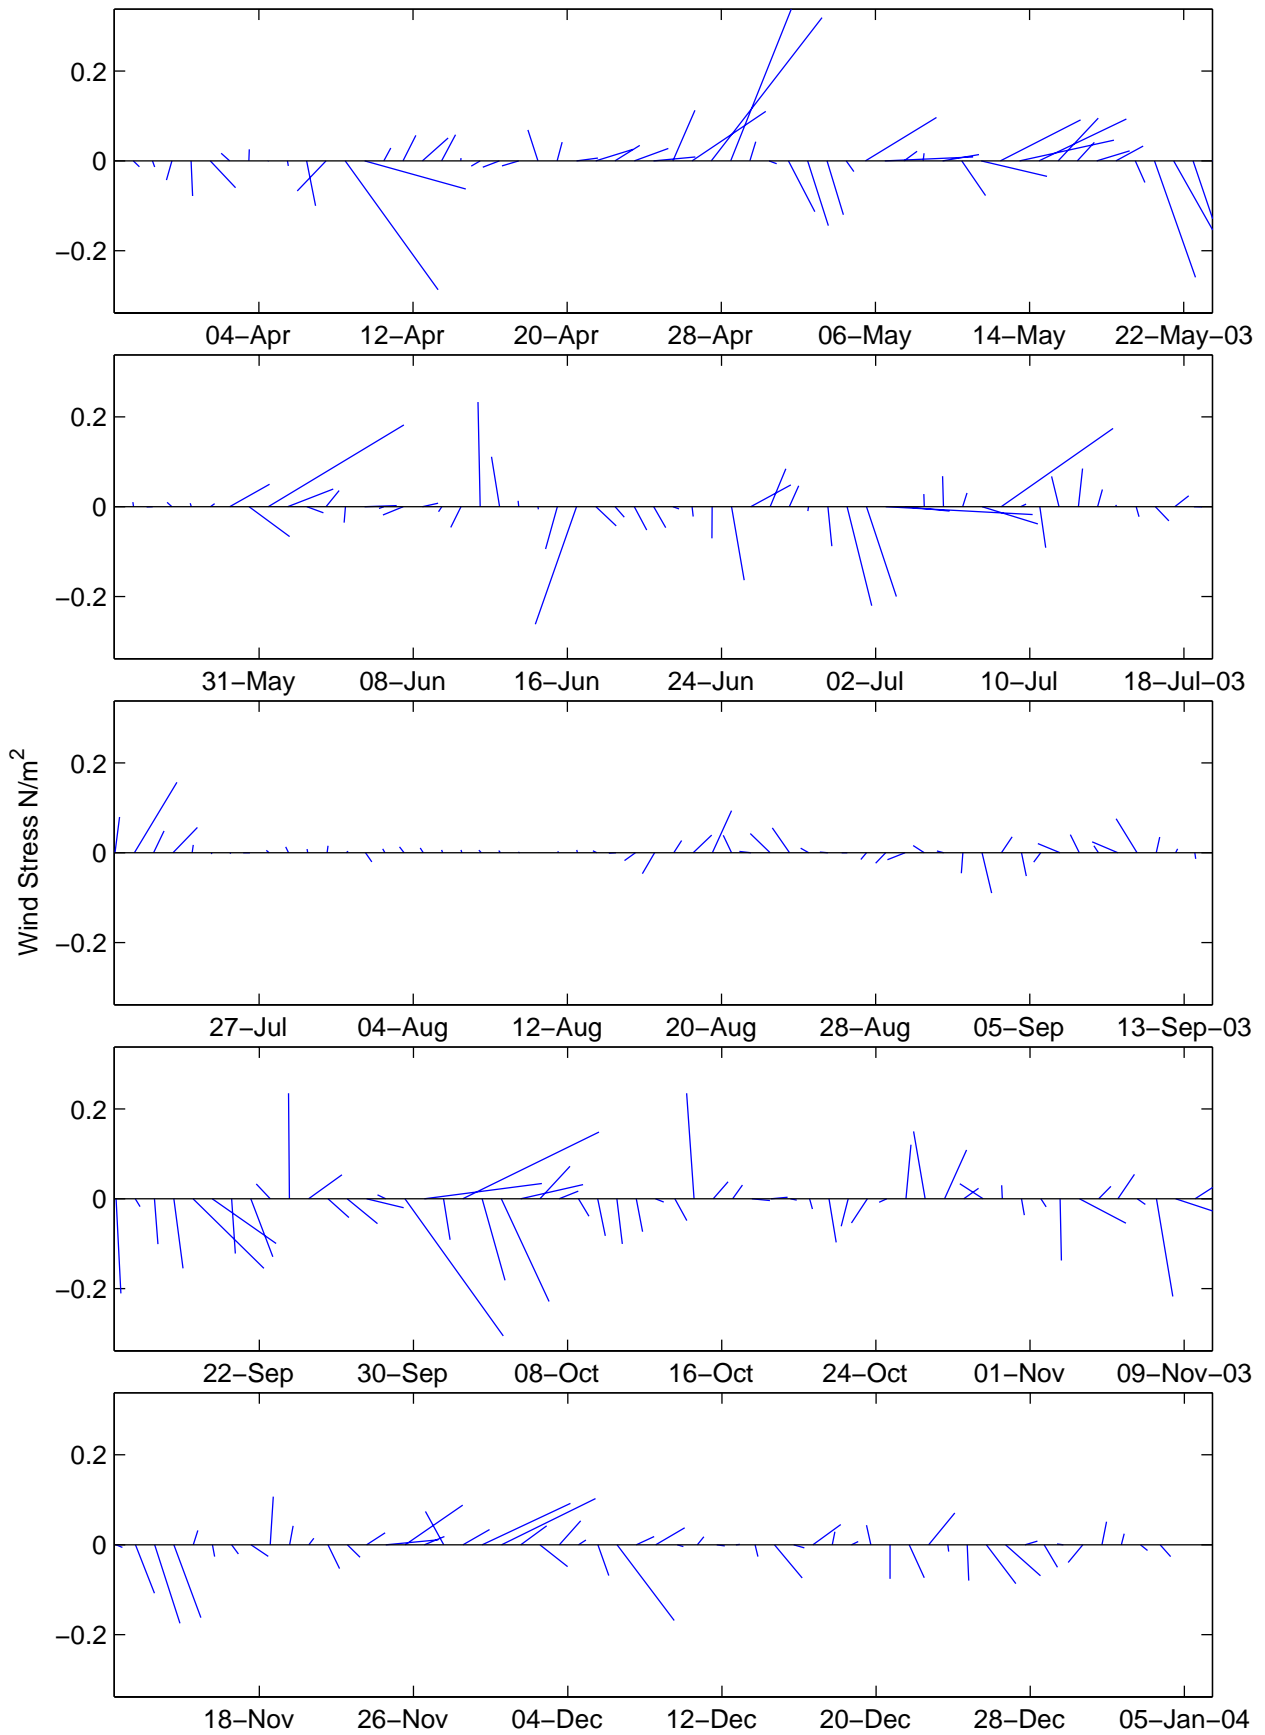 0.2
0
−0.2
04−Apr 12−Apr 20−Apr 28−Apr 06−May 14−May 22−May−03
0.2
0
−0.2
31−May 08−Jun 16−Jun 24−Jun 02−Jul 10−Jul 18−Jul−03
Wind Stress N/m²
0.2
0
−0.2
27−Jul 04−Aug 12−Aug 20−Aug 28−Aug 05−Sep 13−Sep−03
0.2
0
−0.2
22−Sep 30−Sep 08−Oct 16−Oct 24−Oct 01−Nov 09−Nov−03
0.2
0
−0.2
18−Nov 26−Nov 04−Dec 12−Dec 20−Dec 28−Dec 05−Jan−04